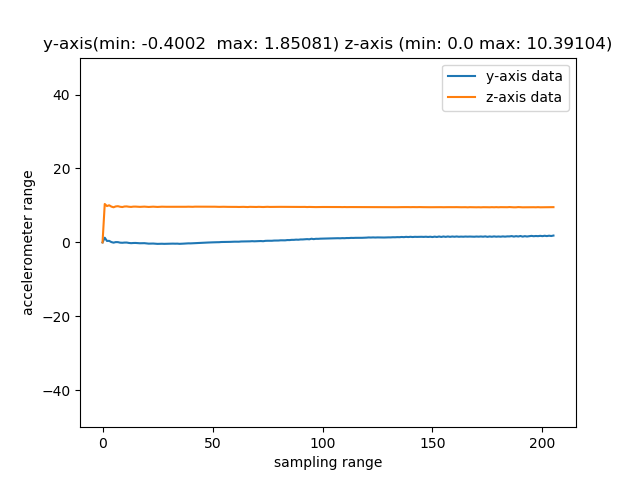 y-axis(min: -0.4002  max: 1.85081) z-axis (min: 0.0 max: 10.39104)
y-axis data
z-axis data
accelerometer range
40
20
0
−20
−40
0
50
100
150
200
sampling range